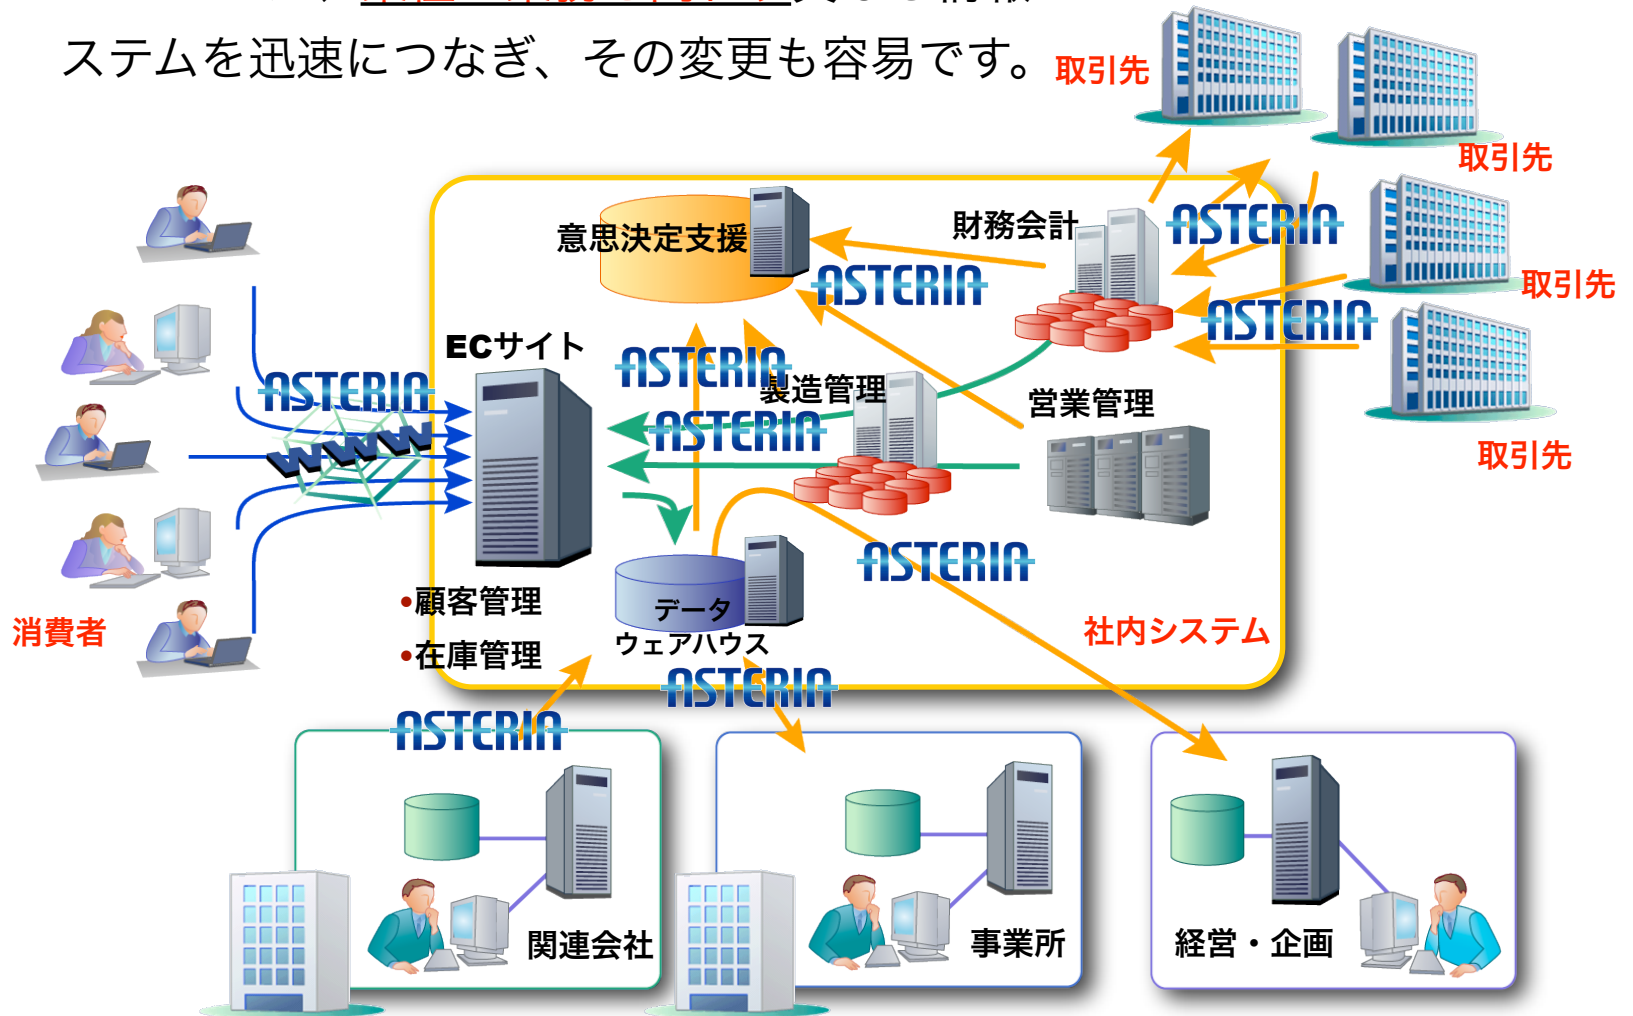 ステムを迅速につなぎ、その変更も容易です。
取引先
取引先
意思決定支援
財務会計
ASTERIA
ASTERIA
取引先
ECサイト
ASTERIA
ASTERIA
ASTERIA
製造管理
営業管理
ASTERIA
WWW
取引先
ASTERIA
•顧客管理
データ
ウェアハウス
消費者
社内システム
•在庫管理
ASTERIA
ASTERIA
関連会社
事業所
経営・企画